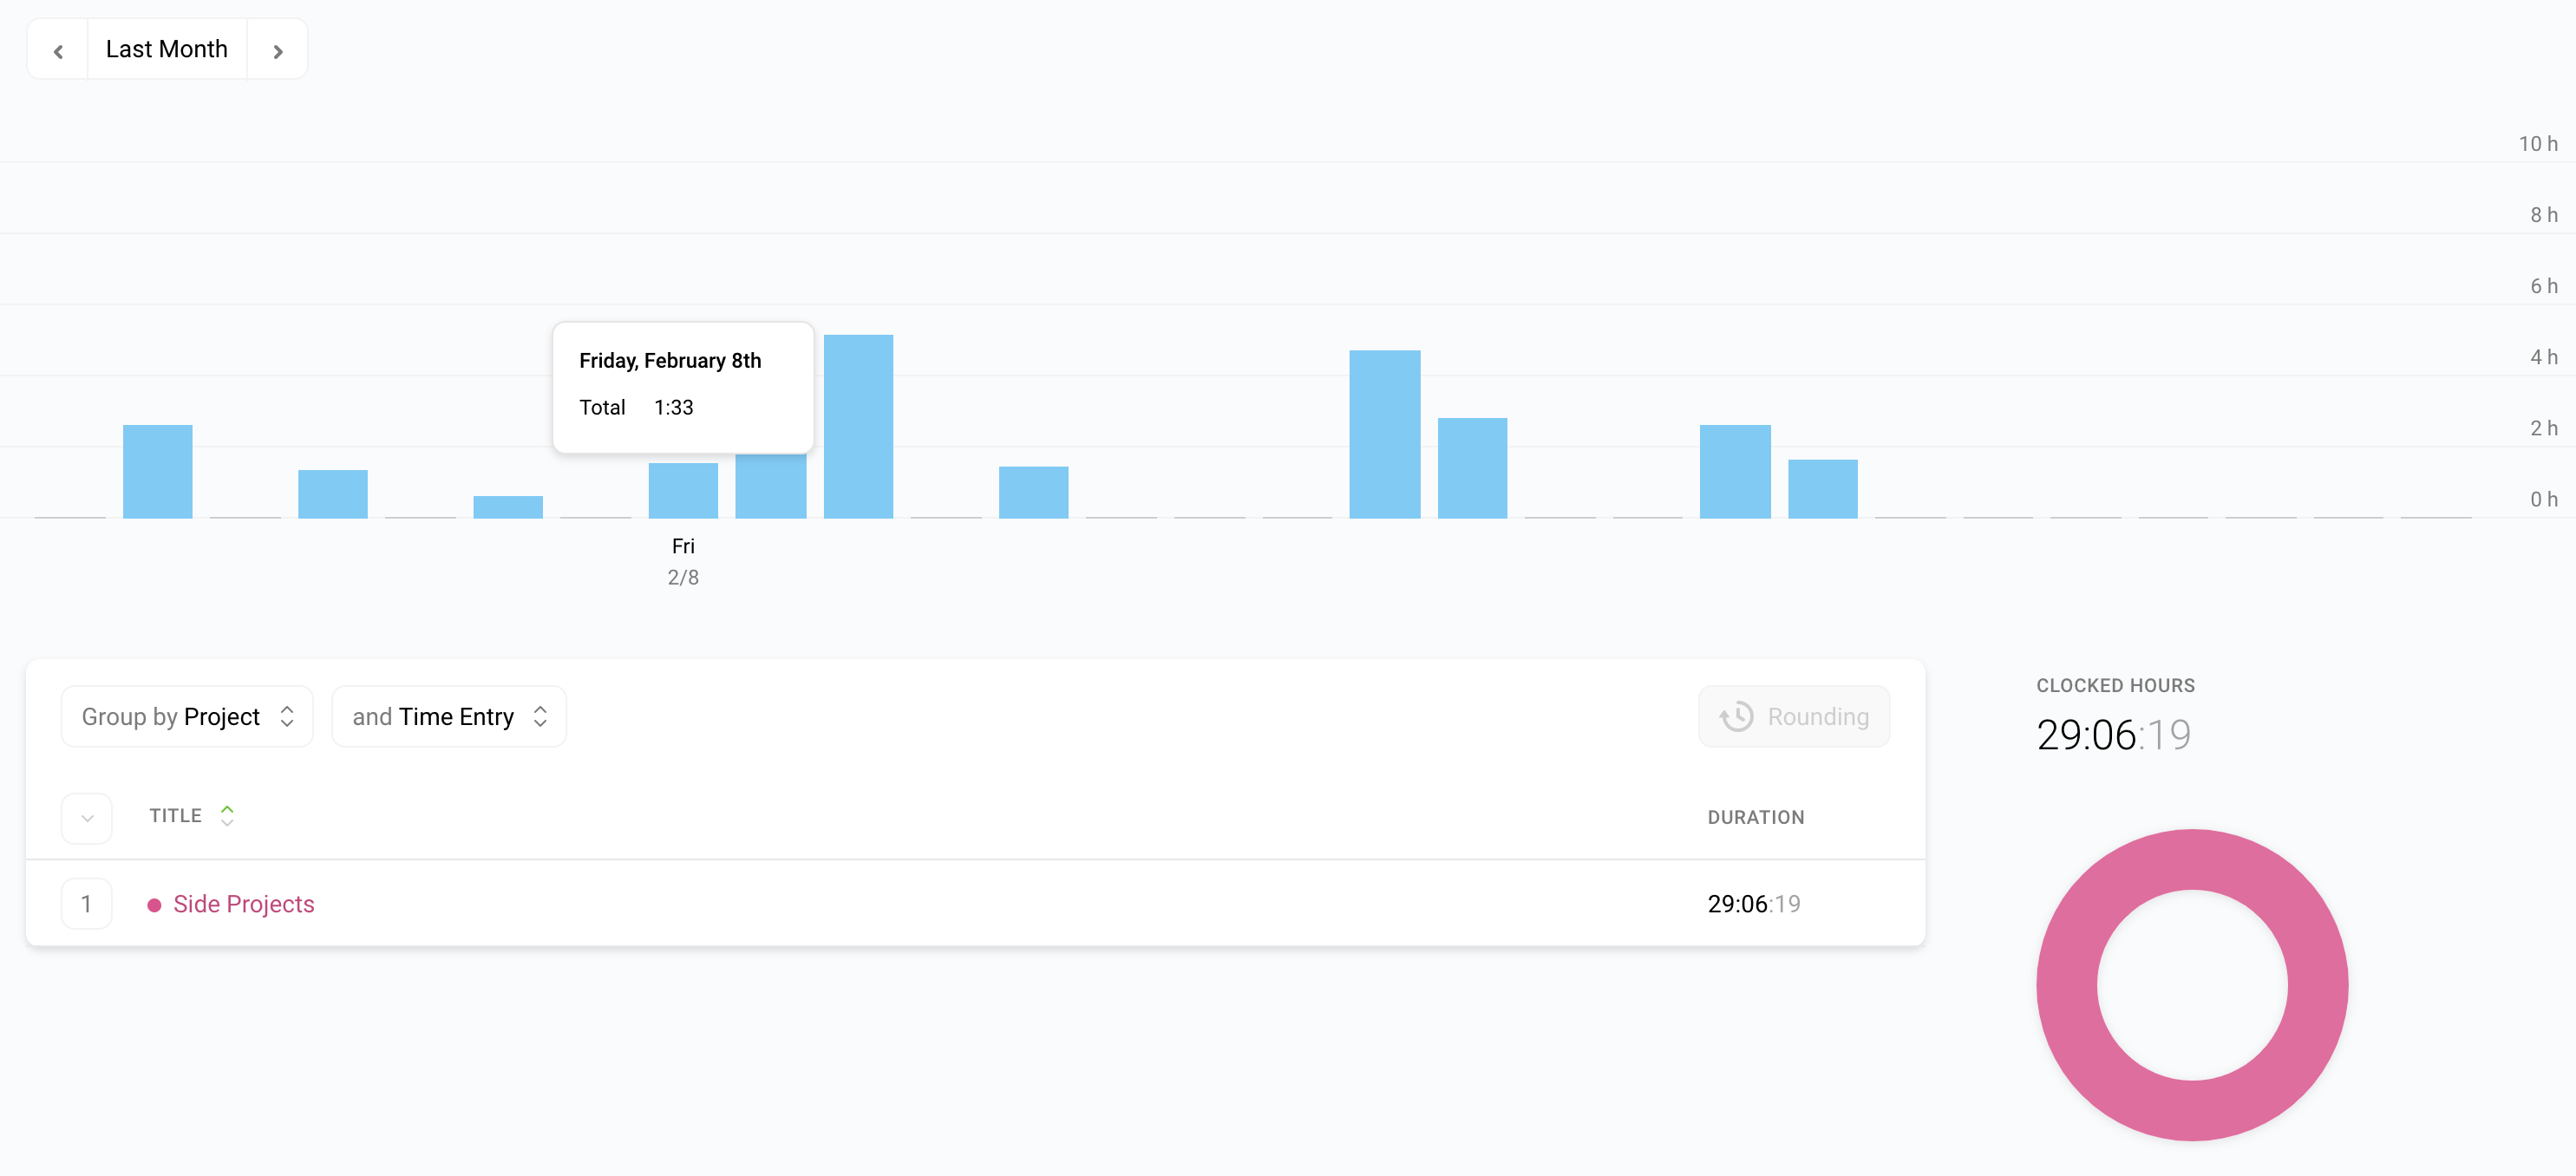 Last Month
10 h
8 h
6 h
4 h
2 h
0 h
Friday, February 8th
Total 1:33
Fri
2/8
Group by Project
and Time Entry
Rounding
TITLE
DURATION
1 Side Projects 29:06:19
CLOCKED HOURS
29:06:19